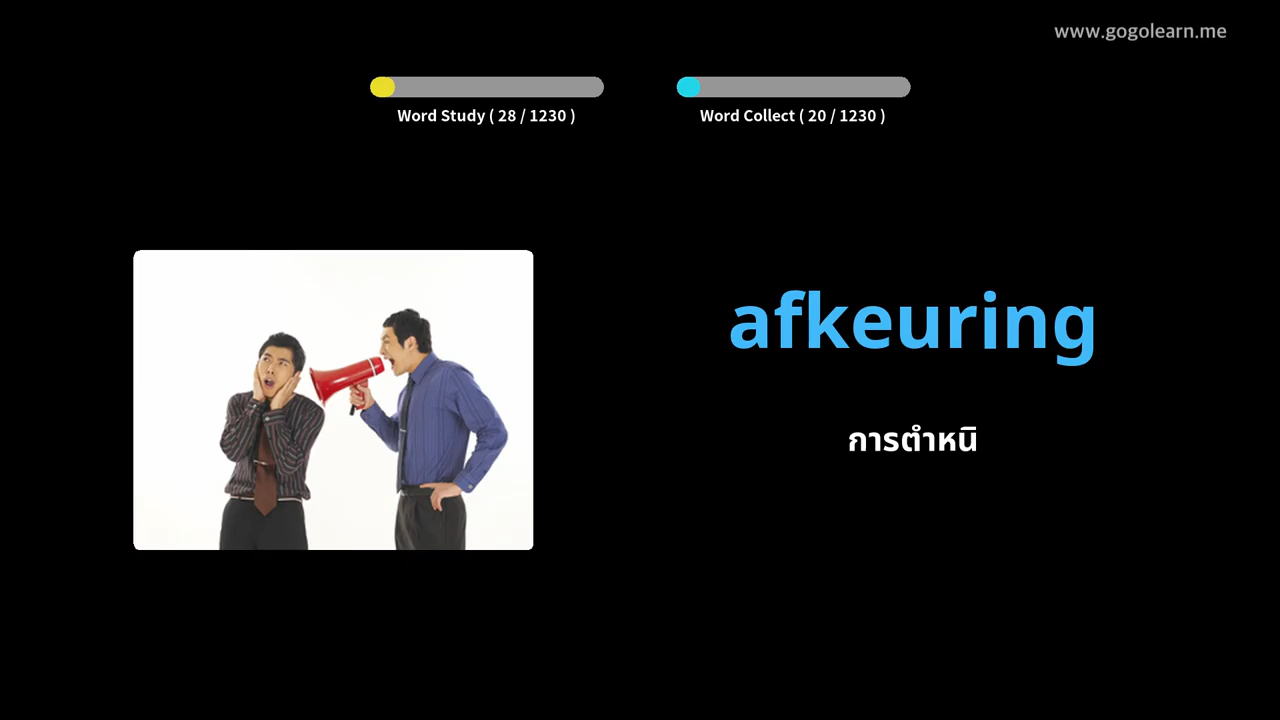 www.gogolearn.me
Word Study ( 28 / 1230 )
Word Collect ( 20 / 1230 )
afkeuring
การตำหนิ